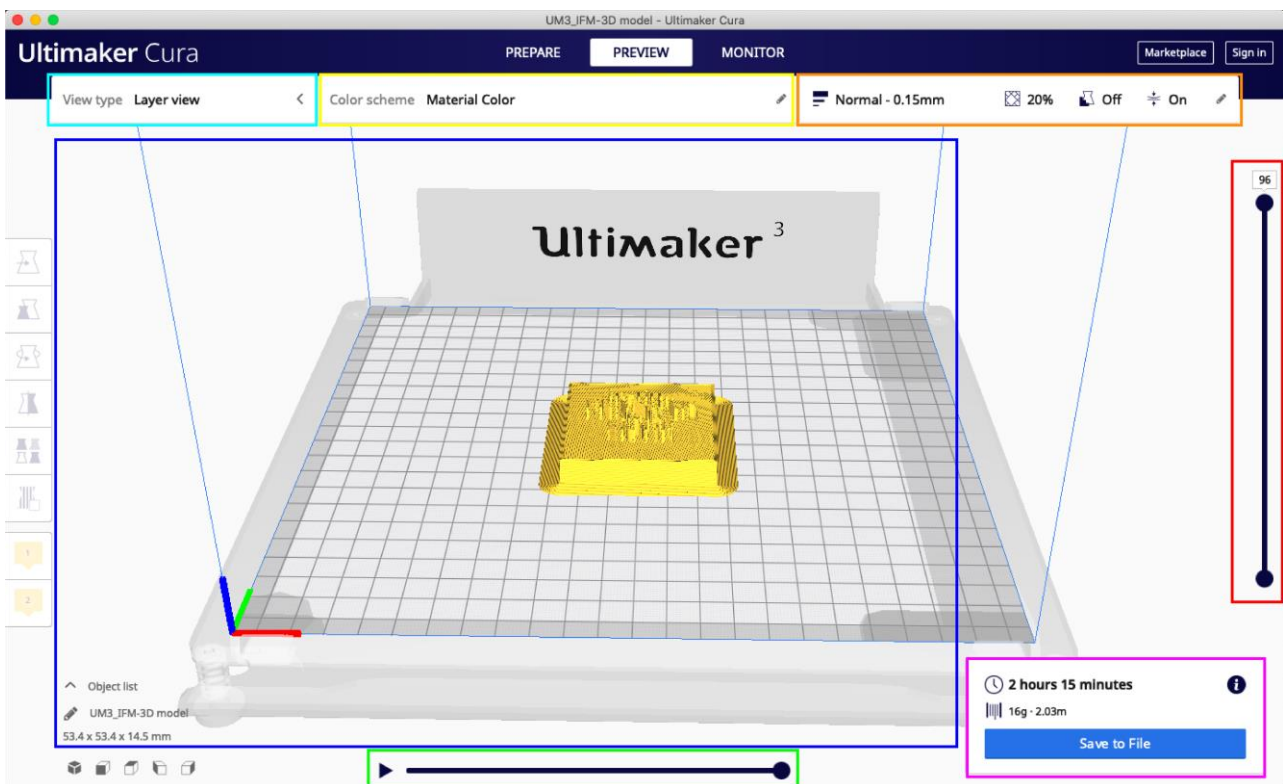 UM3_IFM-3D model - Ultimaker Cura
Ultimaker Cura
PREPARE
PREVIEW
MONITOR
Marketplace
Sign in
View type Layer view
Color scheme Material Color
Normal - 0.15mm
20%
Off
On
96
Ultimaker 3
1
2
Object list
UM3_IFM-3D model
53.4 x 53.4 x 14.5 mm
2 hours 15 minutes
16g · 2.03m
Save to File